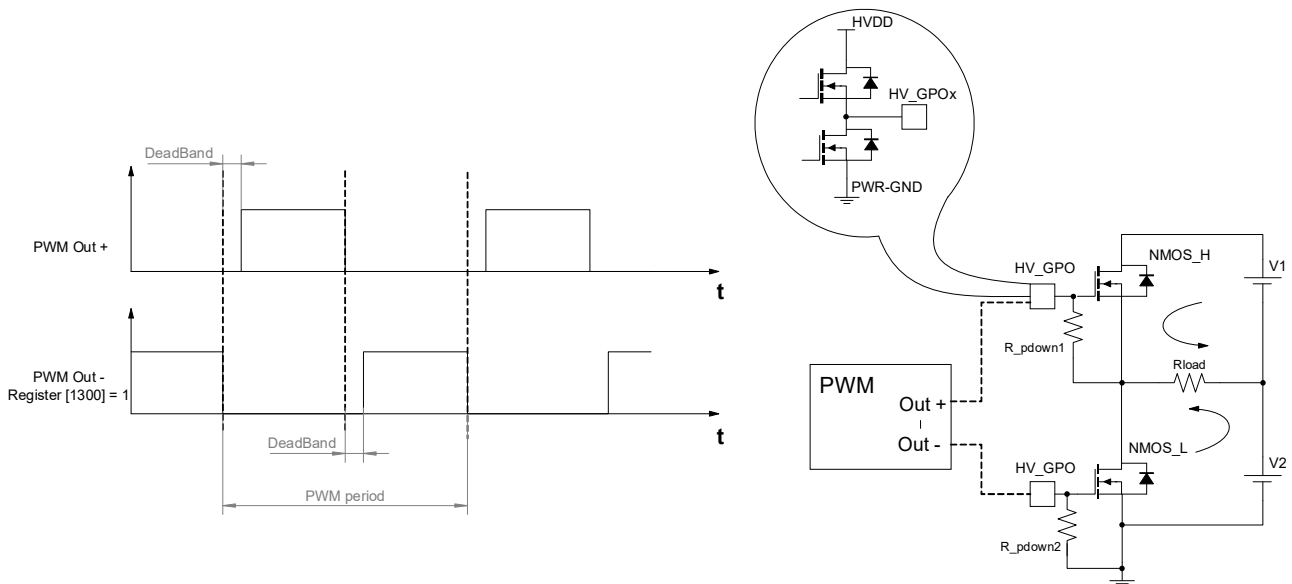 DeadBand
PWM Out +
t
PWM Out -
Register [1300] = 1
t
DeadBand
PWM period
HVDD
HV_GPOx
PWR-GND
HV_GPO
NMOS_H
V1
R_pdown1
Rload
PWM
Out +
Out -
NMOS_L
HV_GPO
V2
R_pdown2